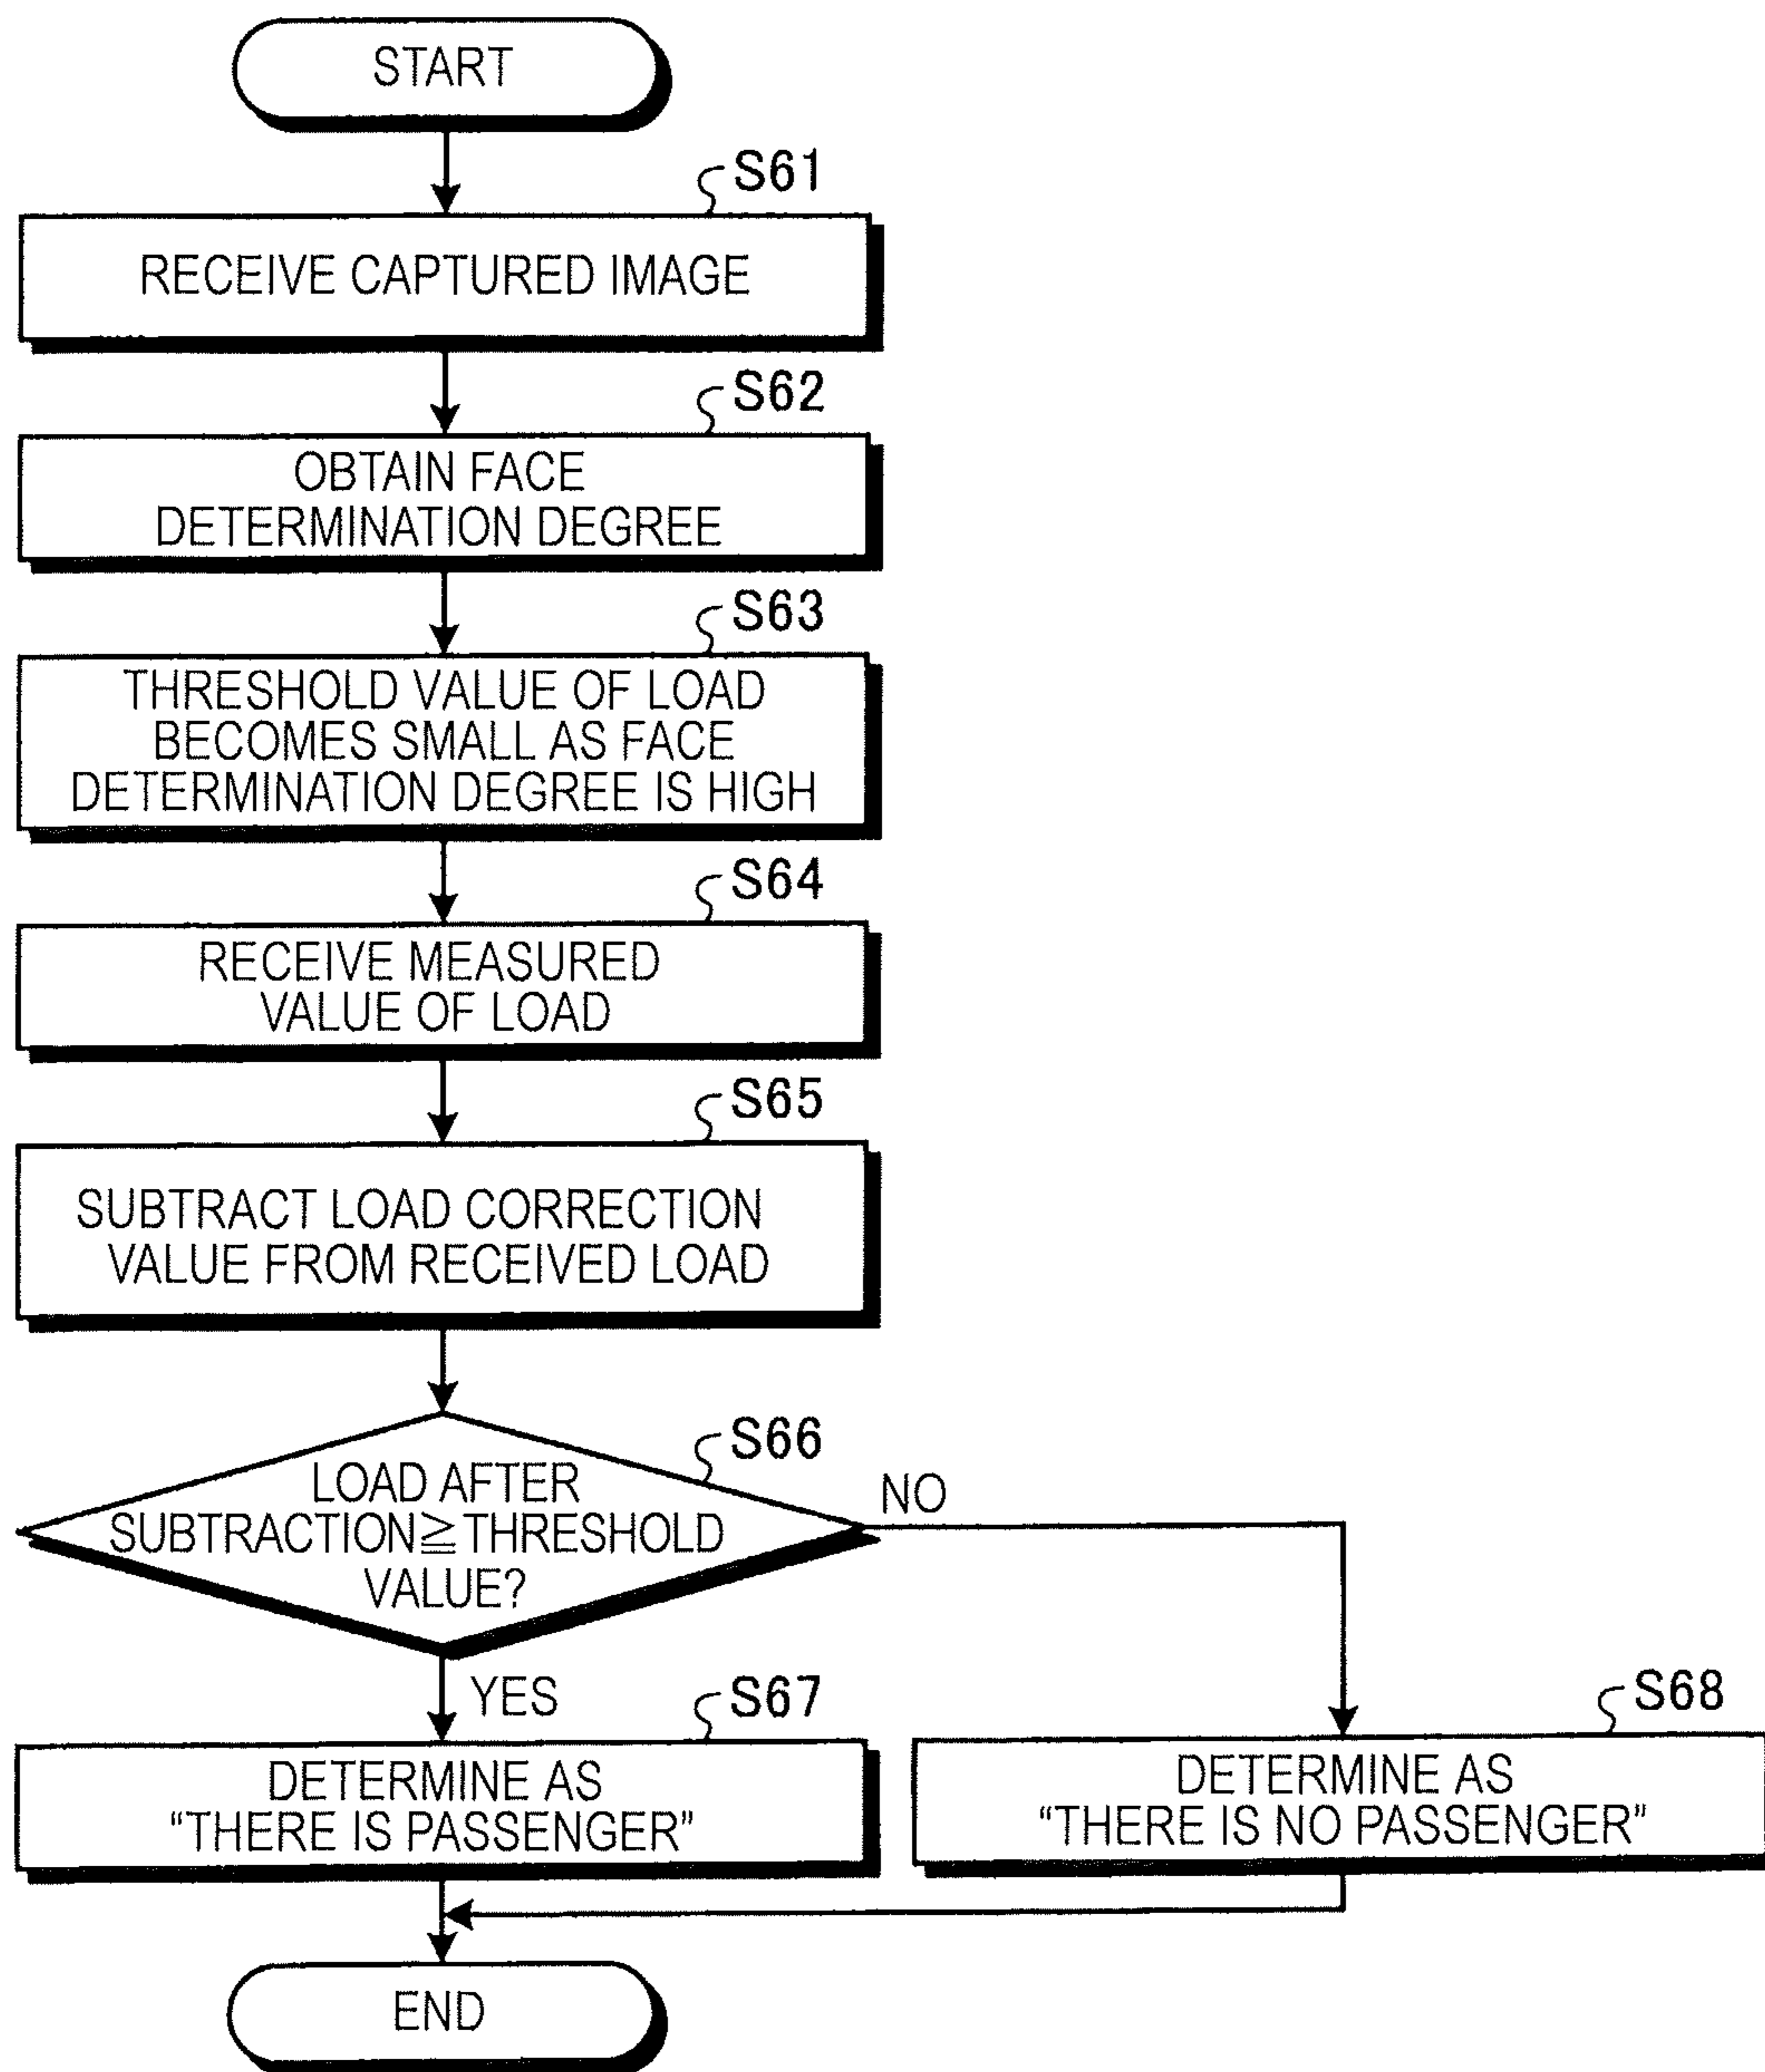 START
S61
RECEIVE CAPTURED IMAGE
S62
OBTAIN FACE
DETERMINATION DEGREE
S63
THRESHOLD VALUE OF LOAD
BECOMES SMALL AS FACE
DETERMINATION DEGREE IS HIGH
S64
RECEIVE MEASURED
VALUE OF LOAD
S65
SUBTRACT LOAD CORRECTION
VALUE FROM RECEIVED LOAD
S66
LOAD AFTER
SUBTRACTION≧THRESHOLD
VALUE?
NO
YES
S67
DETERMINE AS
“THERE IS PASSENGER”
S68
DETERMINE AS
“THERE IS NO PASSENGER”
END